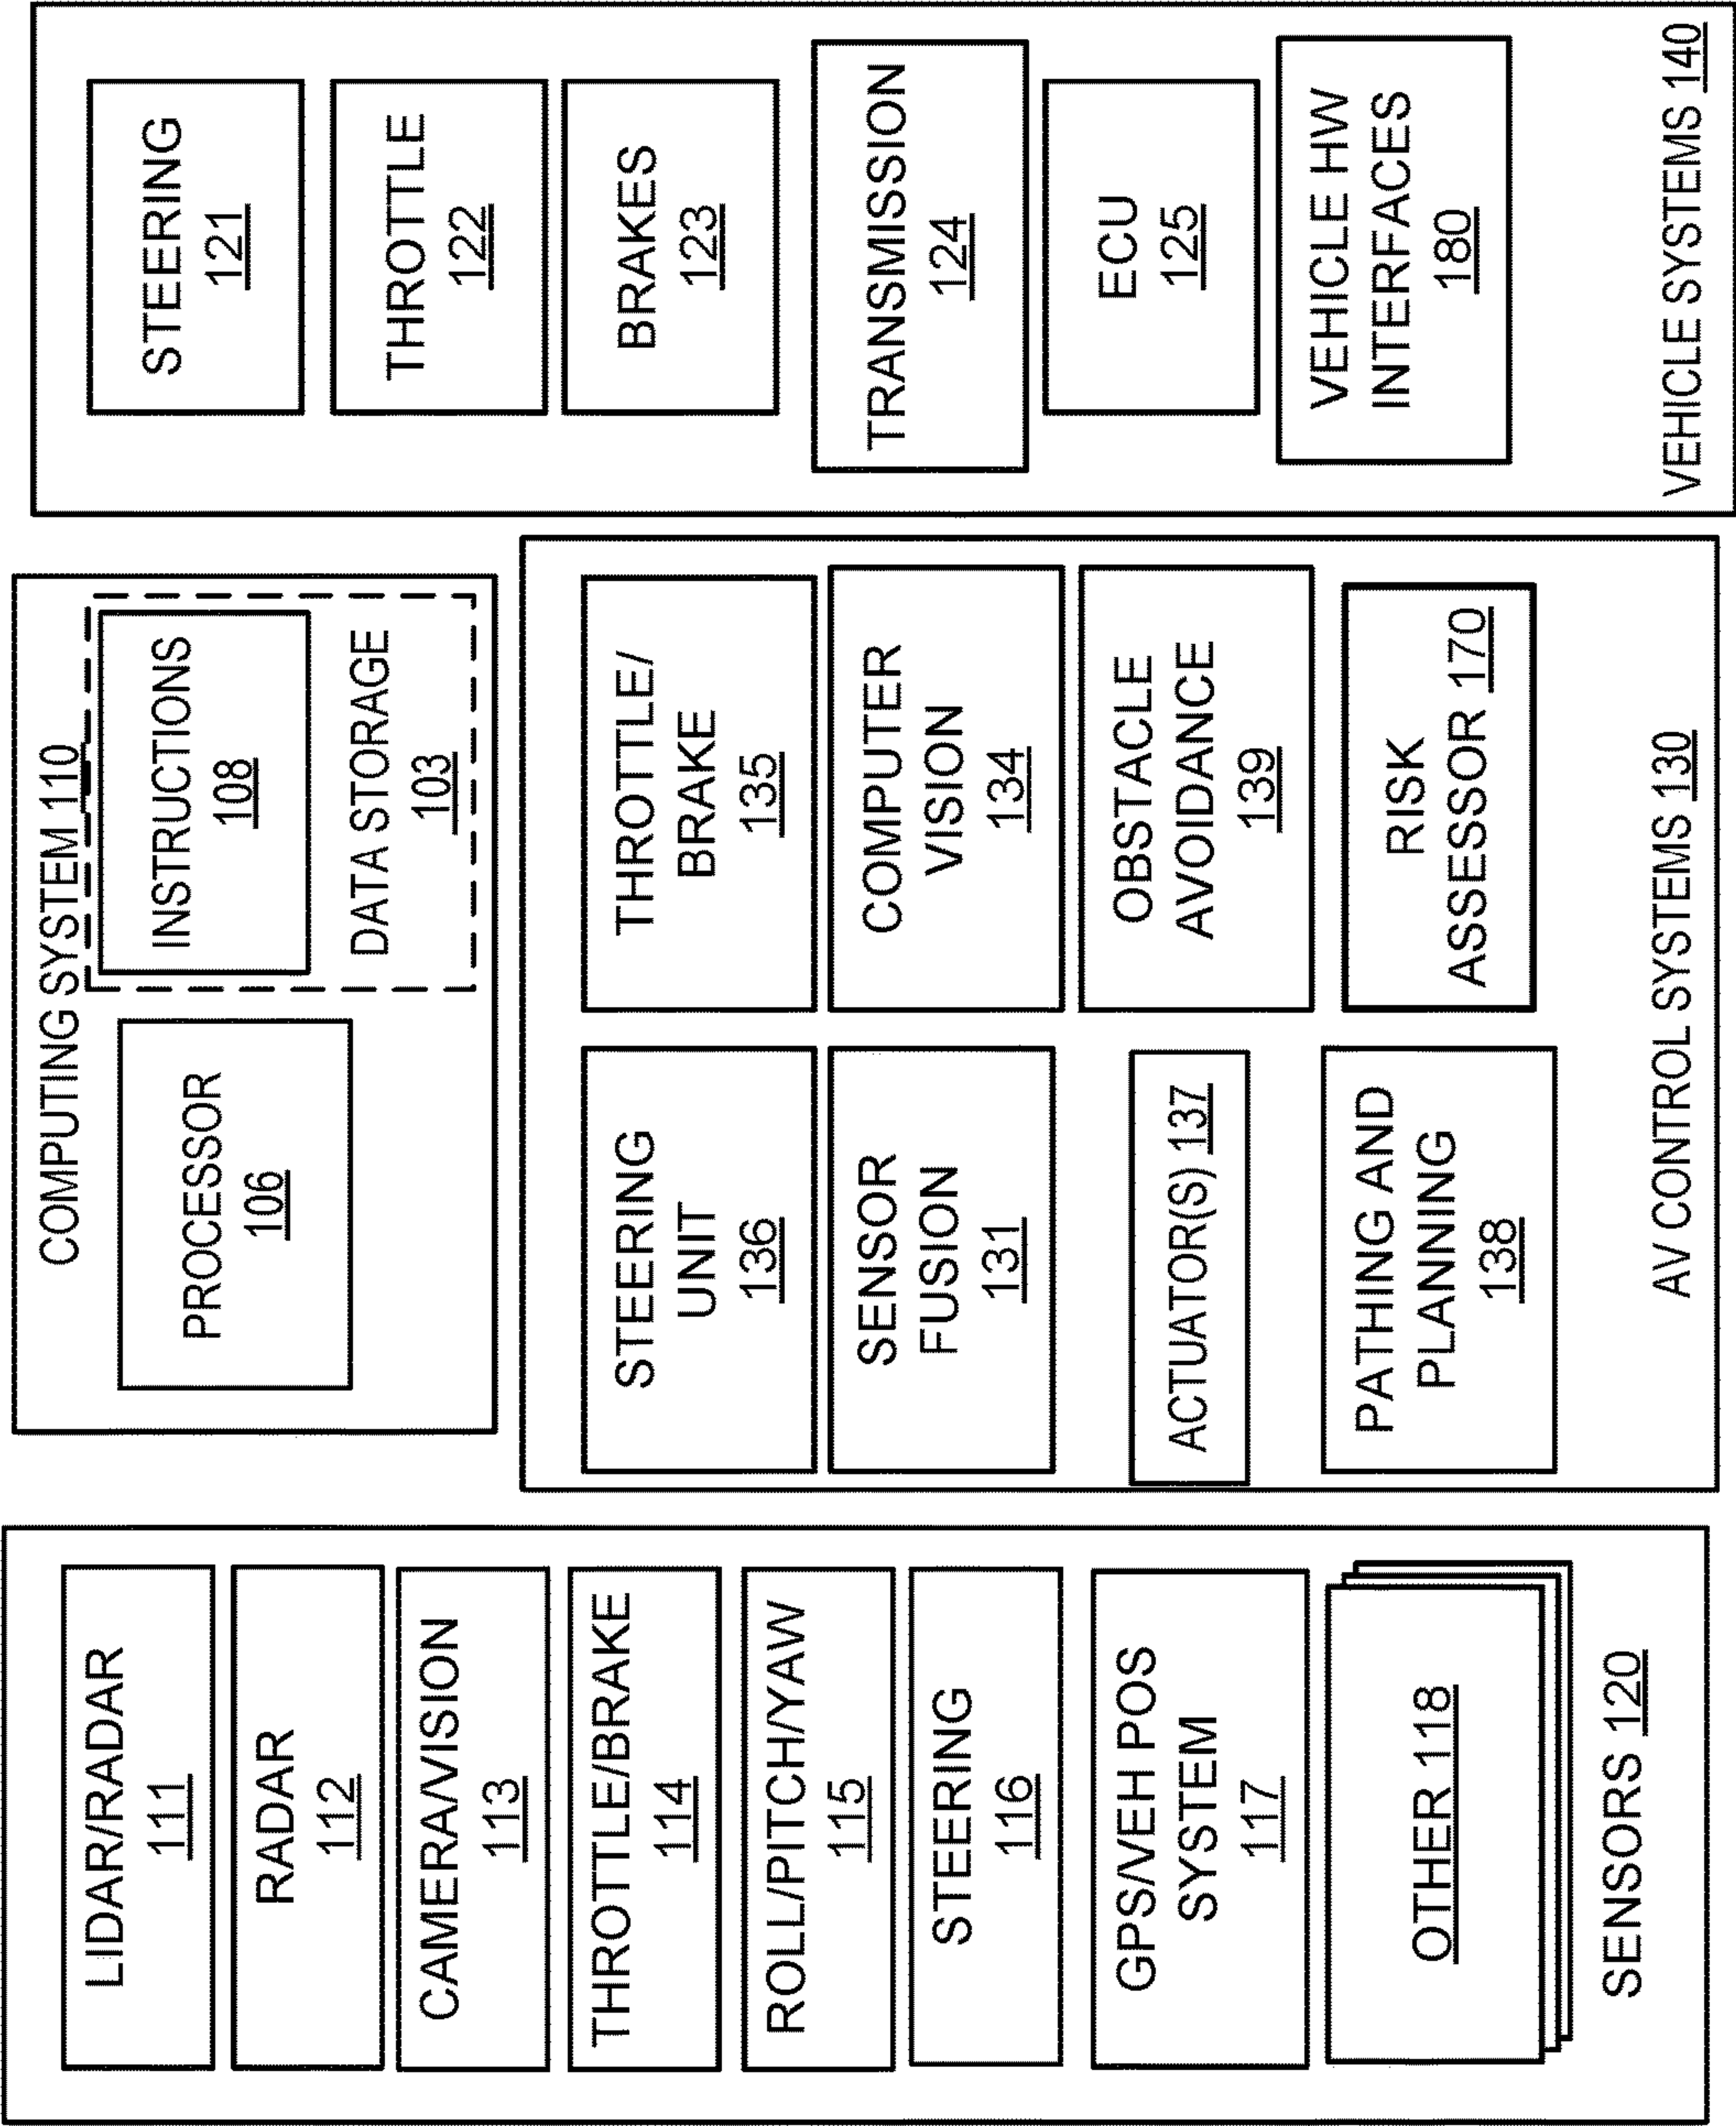 LIDAR/RADAR
111
RADAR
112
CAMERA/VISION
113
THROTTLE/BRAKE
114
ROLL/PITCH/YAW
115
STEERING
116
GPS/VEH POS
SYSTEM
117
OTHER 118
SENSORS 120
COMPUTING SYSTEM 110
PROCESSOR
106
INSTRUCTIONS
108
DATA STORAGE
103
STEERING
UNIT
136
THROTTLE/
BRAKE
135
SENSOR
FUSION
131
COMPUTER
VISION
134
ACTUATOR(S) 137
OBSTACLE
AVOIDANCE
139
PATHING AND
PLANNING
138
RISK
ASSESSOR 170
AV CONTROL SYSTEMS 130
STEERING
121
THROTTLE
122
BRAKES
123
TRANSMISSION
124
ECU
125
VEHICLE HW
INTERFACES
180
VEHICLE SYSTEMS 140